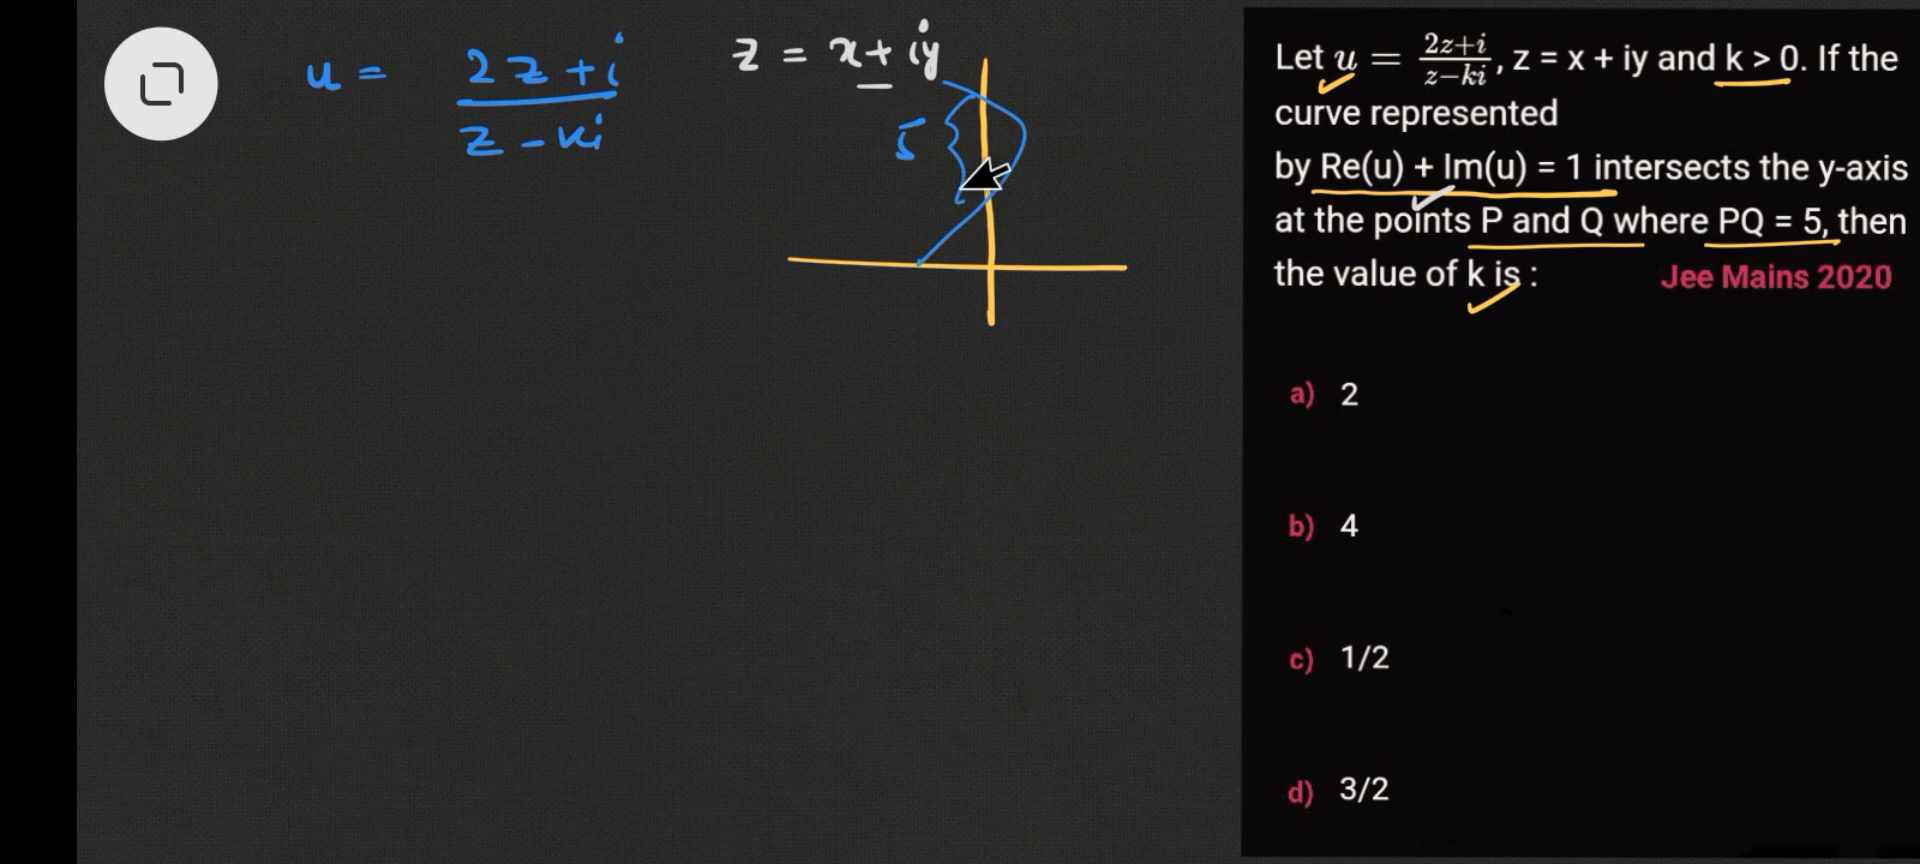 u = 2z+i / z-ki
z = x+iy
5
Let u = 2z+i / z−ki, z = x + iy and k > 0. If the
curve represented
by Re(u) + Im(u) = 1 intersects the y-axis
at the points P and Q where PQ = 5, then
the value of k is :
Jee Mains 2020
a) 2
b) 4
c) 1/2
d) 3/2